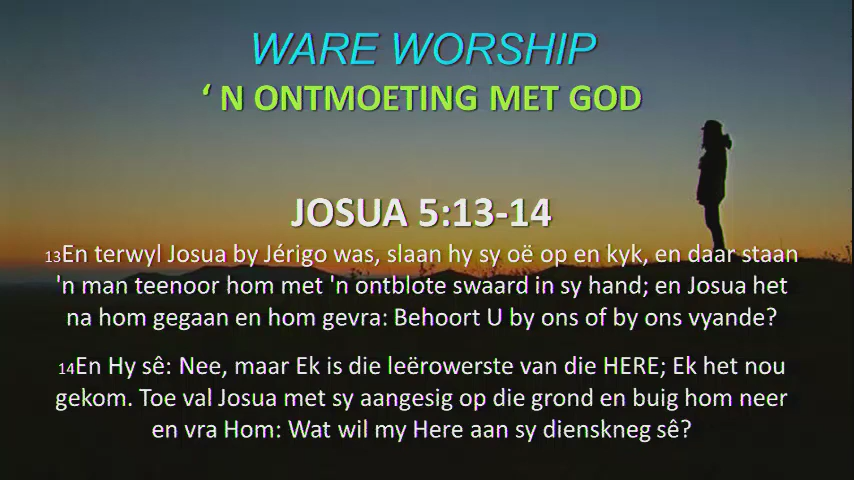 WARE WORSHIP
‘ N ONTMOETING MET GOD
JOSUA 5:13-14
13En terwyl Josua by Jérigo was, slaan hy sy oë op en kyk, en daar staan
'n man teenoor hom met 'n ontblote swaard in sy hand; en Josua het
na hom gegaan en hom gevra: Behoort U by ons of by ons vyande?
14En Hy sê: Nee, maar Ek is die leërowerste van die HERE; Ek het nou
gekom. Toe val Josua met sy aangesig op die grond en buig hom neer
en vra Hom: Wat wil my Here aan sy dienskneg sê?